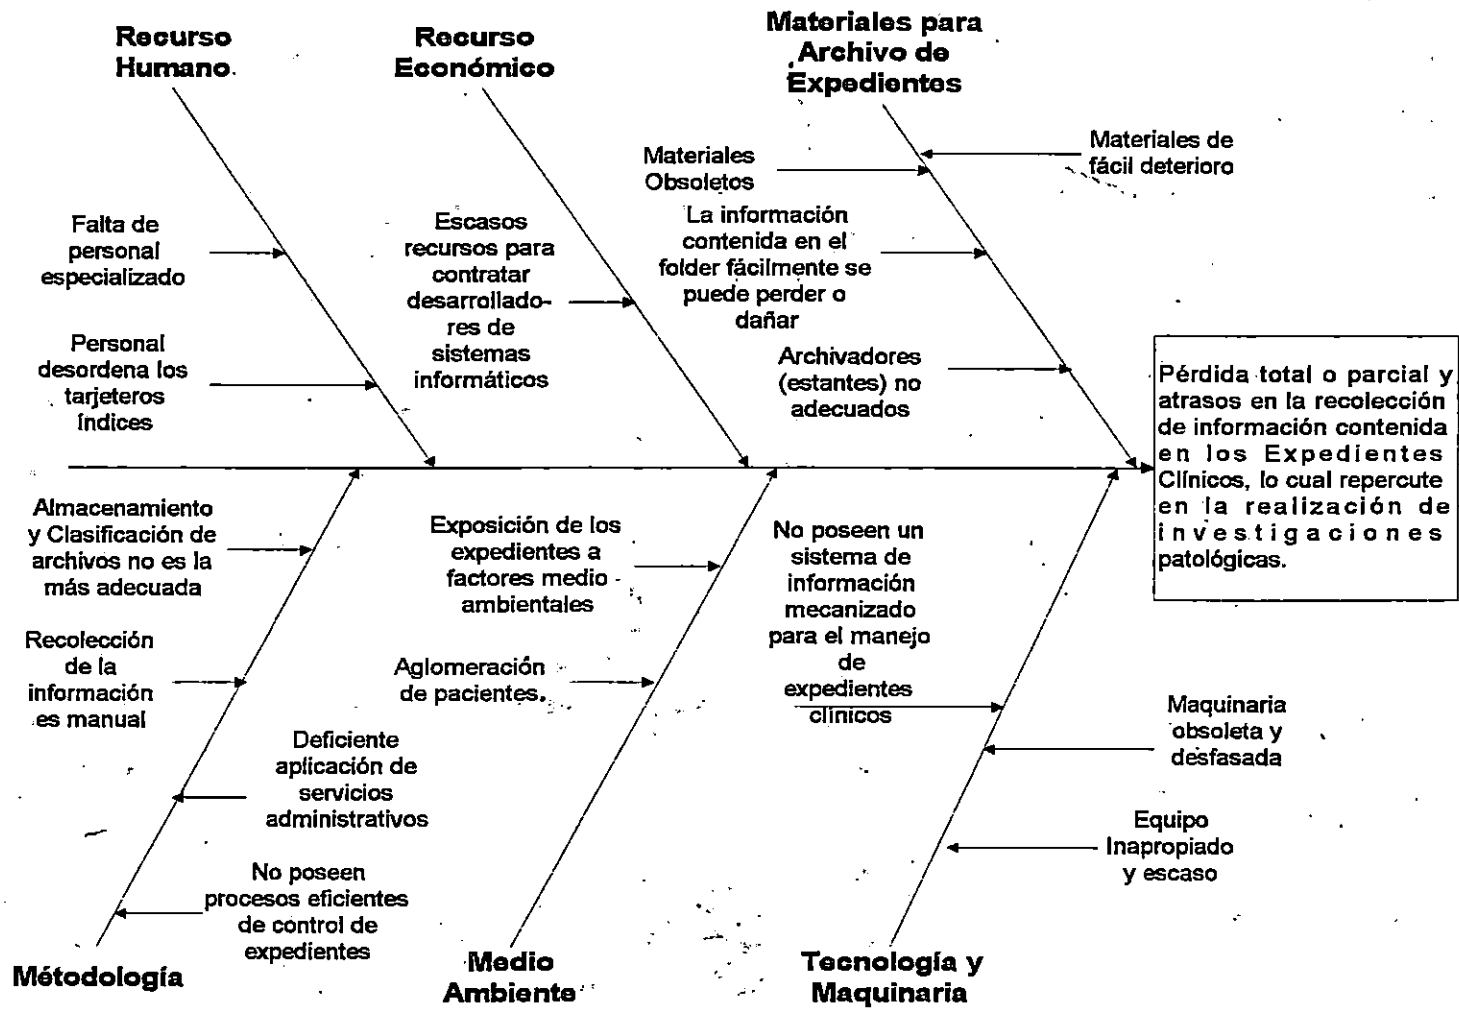 Recurso
Humano.
Recurso
Económico
Materiales para
Archivo de
Expedientes
Materiales
Obsoletos
Materiales de
fácil deterioro
Falta de
personal
especializado
Escasos
recursos para
contratar
desarrollado-
res de
sistemas
informáticos
La información
contenida en el
folder fácilmente se
puede perder o
dañar
Personal
desordena los
tarjeteros
índices
Archivadores
(estantes) no
adecuados
Pérdida total o parcial y
atrasos en la recolección
de información contenida
en los Expedientes
Clínicos, lo cual repercute
en la realización de
investigaciones
patológicas.
Almacenamiento
y Clasificación de
archivos no es la
más adecuada
Exposición de los
expedientes a
factores medio
ambientales
No poseen un
sistema de
información
mecanizado
para el manejo
de
expedientes
clínicos
Recolección
de la
información
es manual
Aglomeración
de pacientes.
Maquinaria
obsoleta y
desfasada
Deficiente
aplicación de
servicios
administrativos
Equipo
Inapropiado
y escaso
No poseen
procesos eficientes
de control de
expedientes
Métodología
Medio
Ambiente
Tecnología y
Maquinaria